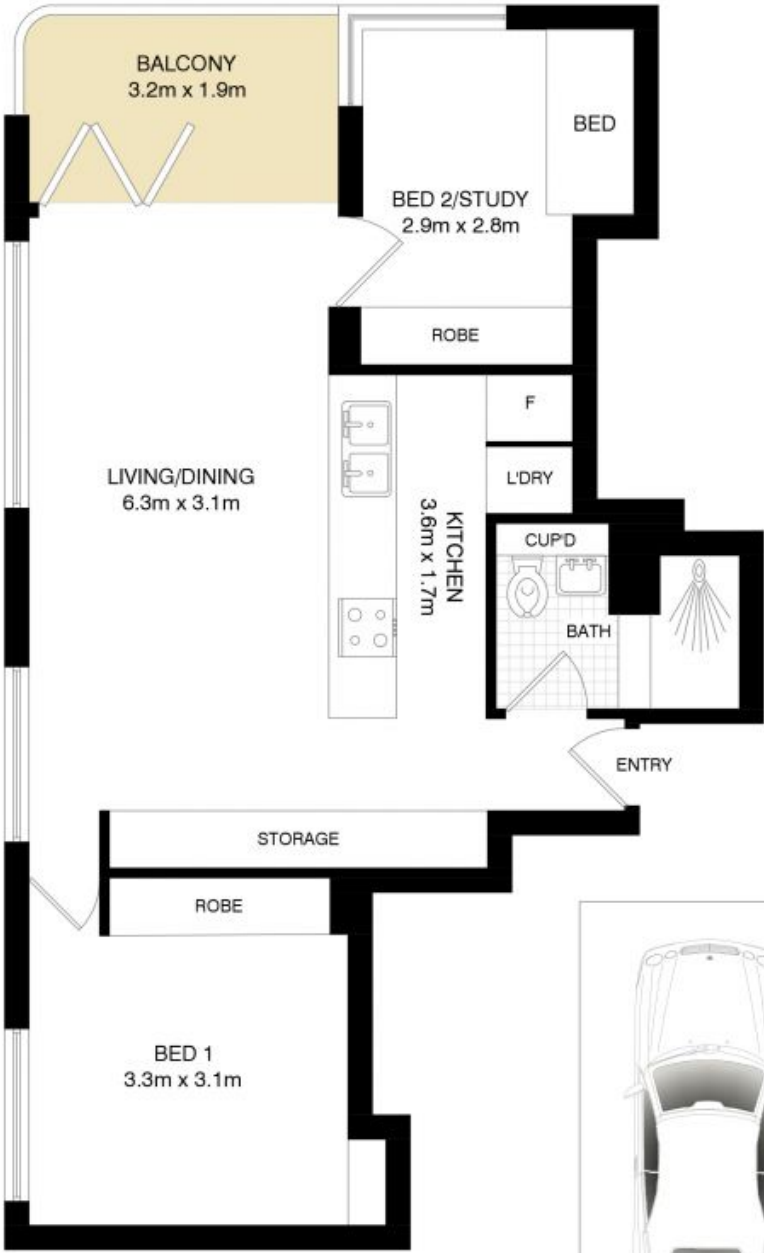 BALCONY
3.2m x 1.9m
BED
BED 2/STUDY
2.9m x 2.8m
ROBE
F
L'DRY
LIVING/DINING
6.3m x 3.1m
KITCHEN
3.6m x 1.7m
CUP'D
BATH
ENTRY
STORAGE
ROBE
BED 1
3.3m x 3.1m